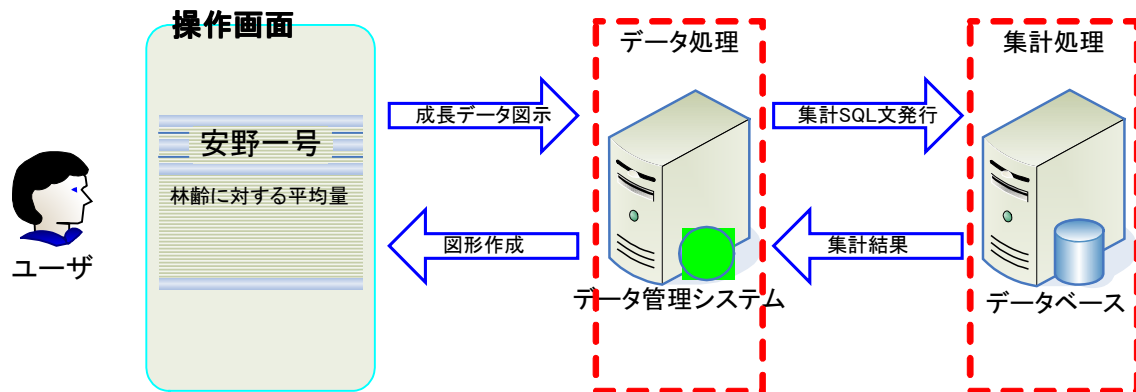 操作画面
安野一号
林齢に対する平均量
ユーザ
成長データ図示
図形作成
データ処理
データ管理システム
集計SQL文発行
集計結果
集計処理
データベース